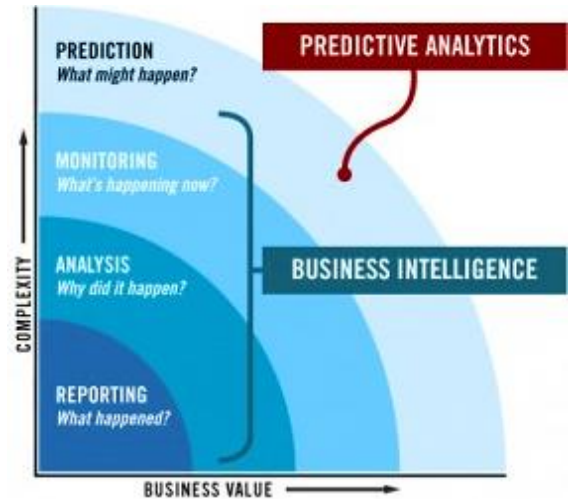 PREDICTION
What might happen?
PREDICTIVE ANALYTICS
MONITORING
What's happening now?
ANALYSIS
Why did it happen?
BUSINESS INTELLIGENCE
REPORTING
What happened?
COMPLEXITY
BUSINESS VALUE